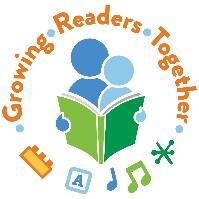 • Growing • Readers • Together •
A